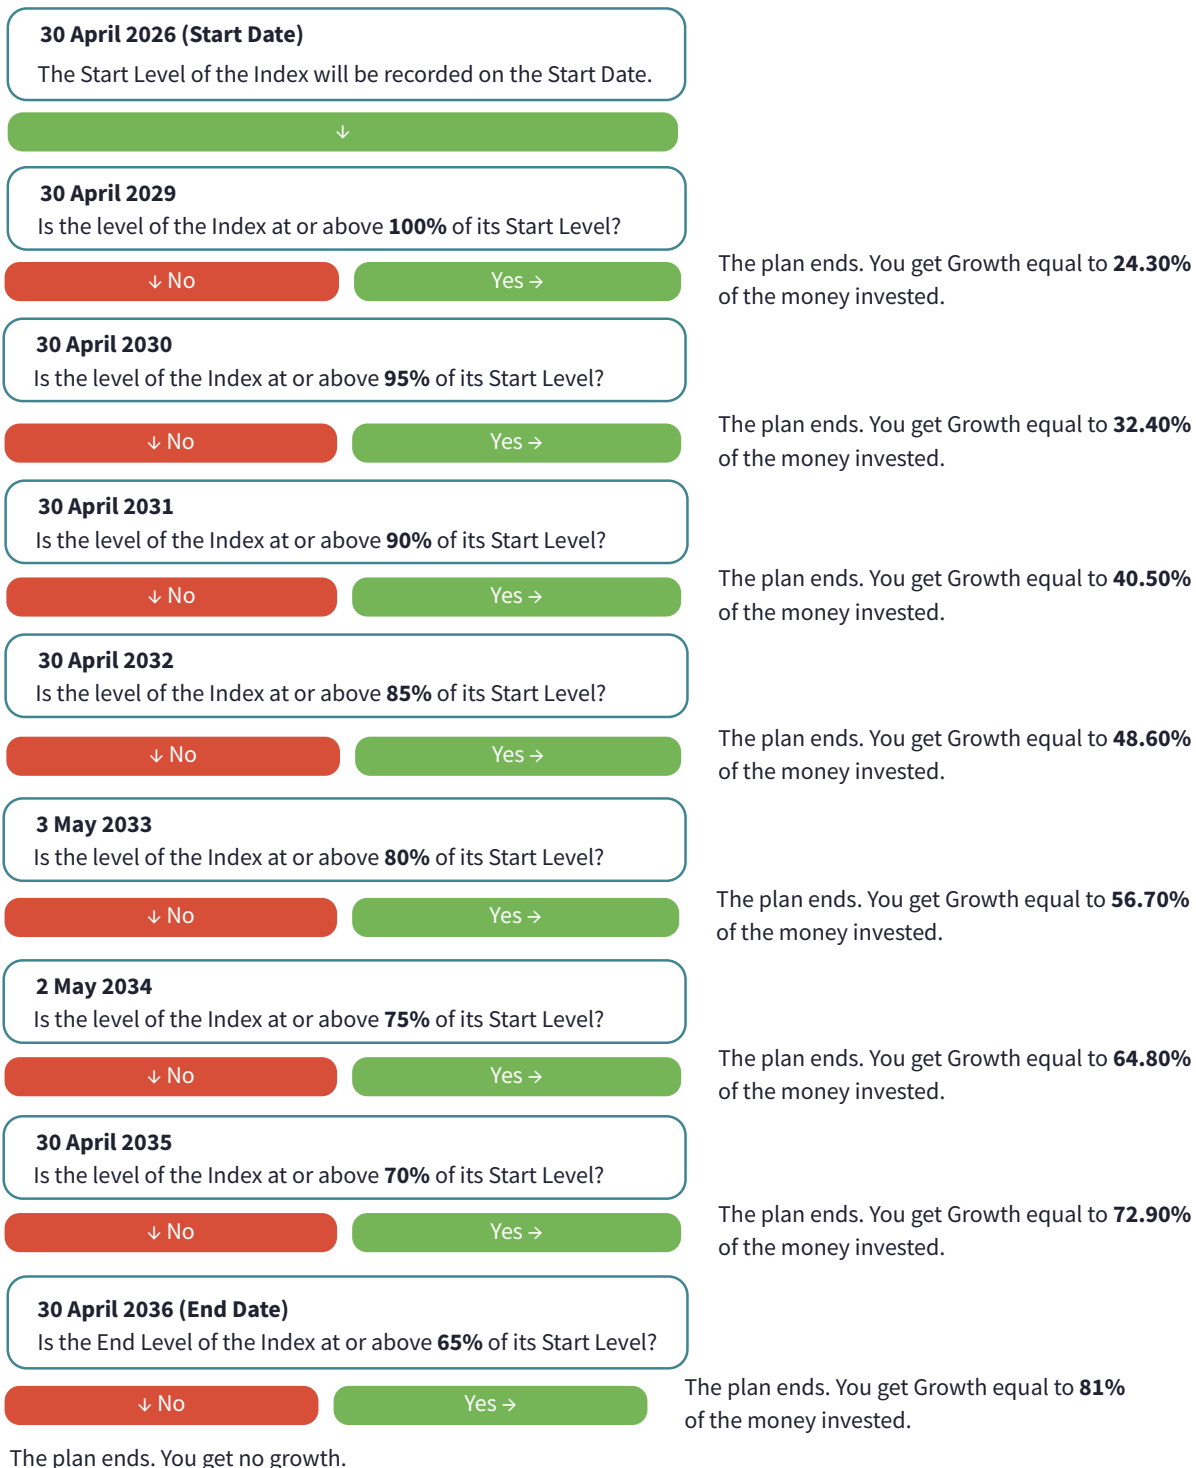 30 April 2026 (Start Date)
The Start Level of the Index will be recorded on the Start Date.
↓
30 April 2029
Is the level of the Index at or above 100% of its Start Level?
↓ No
Yes →
The plan ends. You get Growth equal to 24.30%
of the money invested.
30 April 2030
Is the level of the Index at or above 95% of its Start Level?
↓ No
Yes →
The plan ends. You get Growth equal to 32.40%
of the money invested.
30 April 2031
Is the level of the Index at or above 90% of its Start Level?
↓ No
Yes →
The plan ends. You get Growth equal to 40.50%
of the money invested.
30 April 2032
Is the level of the Index at or above 85% of its Start Level?
↓ No
Yes →
The plan ends. You get Growth equal to 48.60%
of the money invested.
3 May 2033
Is the level of the Index at or above 80% of its Start Level?
↓ No
Yes →
The plan ends. You get Growth equal to 56.70%
of the money invested.
2 May 2034
Is the level of the Index at or above 75% of its Start Level?
↓ No
Yes →
The plan ends. You get Growth equal to 64.80%
of the money invested.
30 April 2035
Is the level of the Index at or above 70% of its Start Level?
↓ No
Yes →
The plan ends. You get Growth equal to 72.90%
of the money invested.
30 April 2036 (End Date)
Is the End Level of the Index at or above 65% of its Start Level?
↓ No
Yes →
The plan ends. You get Growth equal to 81%
of the money invested.
The plan ends. You get no growth.